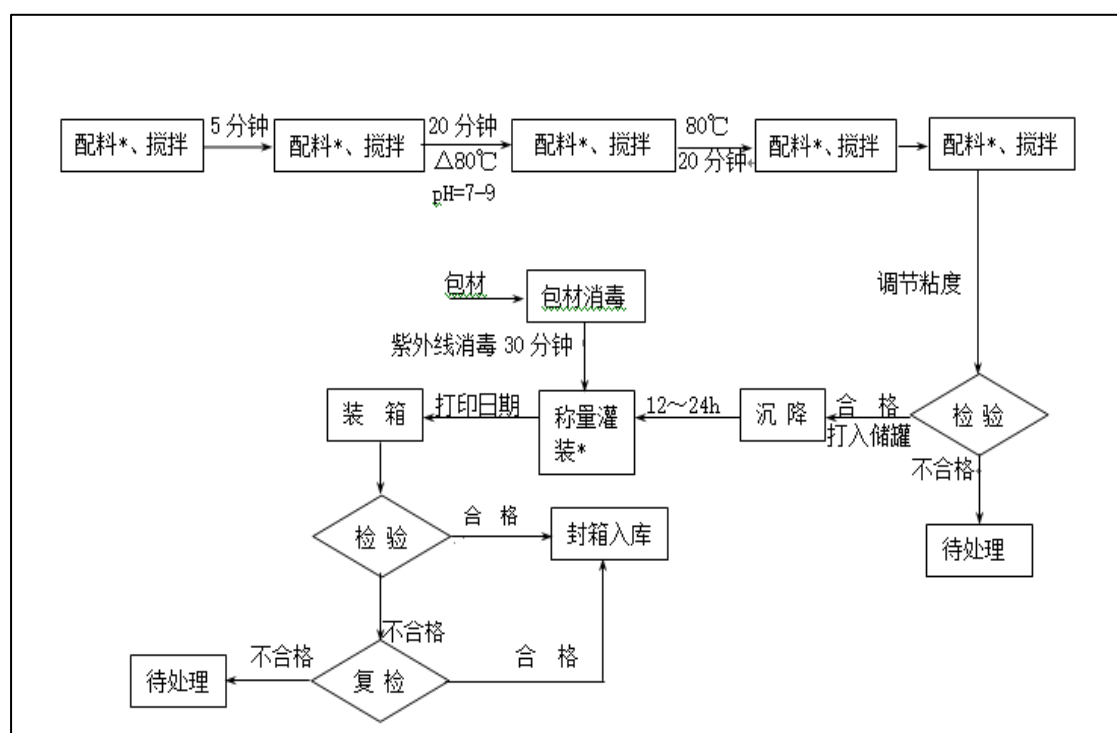 配料*、搅拌
5分钟
配料*、搅拌
20 分钟
△80℃
pH=7-9
配料*、搅拌
80℃
20 分钟
配料*、搅拌
配料*、搅拌
调节粘度
包材
包材消毒
紫外线消毒 30 分钟
检 验
合 格
打入储罐
不合格
待处理
沉 降
12～24h
称量灌
装*
打印日期
装 箱
检 验
合 格
封箱入库
不合格
复 检
合 格
不合格
待处理